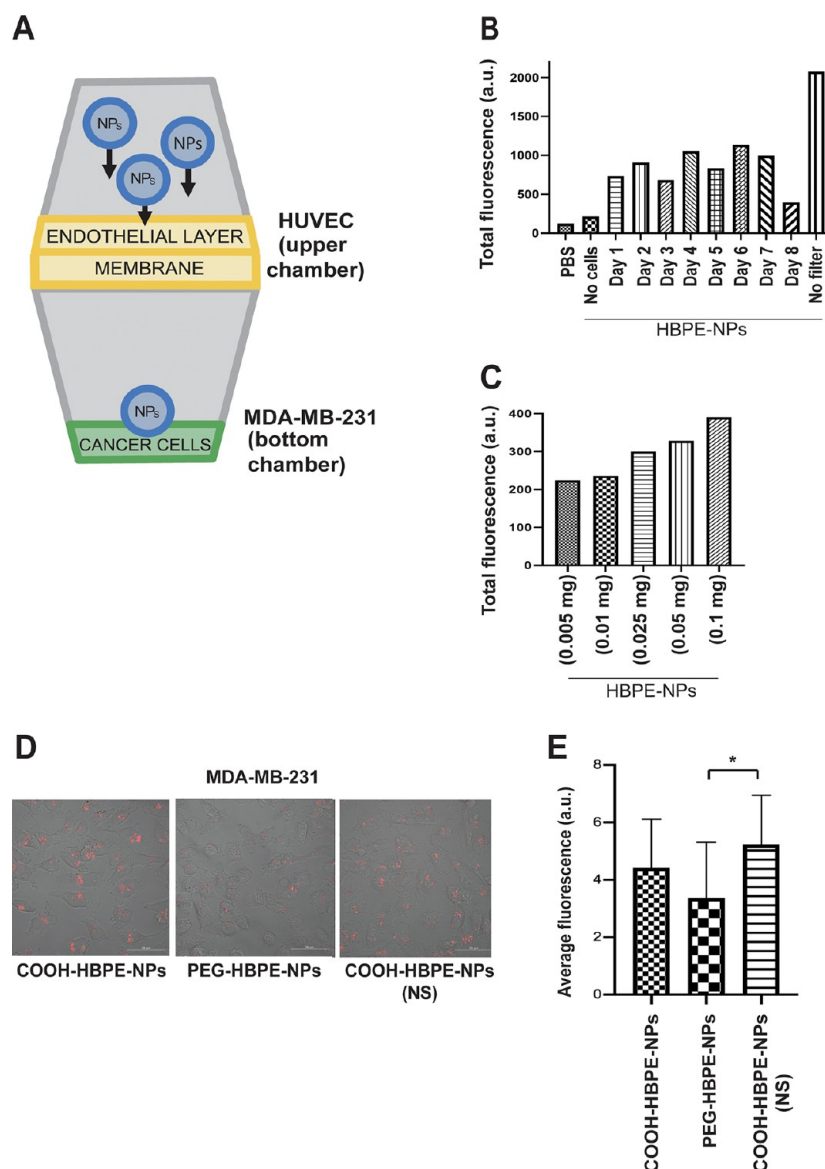 A
NPs
NPs
NPs
ENDOTHELIAL LAYER
MEMBRANE
HUVEC
(upper
chamber)
NPs
CANCER CELLS
MDA-MB-231
(bottom
chamber)
B
Total fluorescence (a.u.)
2000
1500
1000
500
0
PBS
No cells
Day 1
Day 2
Day 3
Day 4
Day 5
Day 6
Day 7
Day 8
No filter
HBPE-NPs
C
Total fluorescence (a.u.)
400
300
200
100
0
(0.005 mg)
(0.01 mg)
(0.025 mg)
(0.05 mg)
(0.1 mg)
HBPE-NPs
D
MDA-MB-231
COOH-HBPE-NPs
PEG-HBPE-NPs
COOH-HBPE-NPs
(NS)
E
Average fluorescence (a.u.)
8
6
4
2
0
*
COOH-HBPE-NPs
PEG-HBPE-NPs
COOH-HBPE-NPs
(NS)